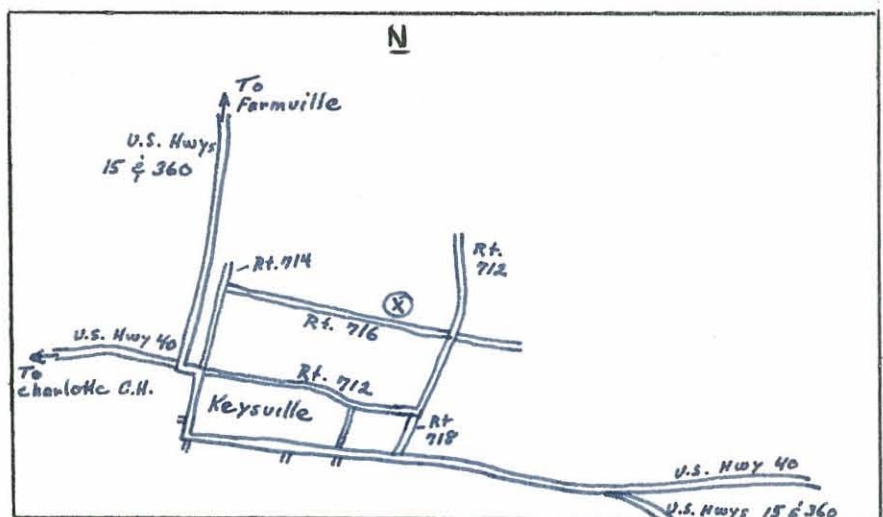 N
To
Farmville
U.S. Hwys
15 & 360
Rt. 714
Rt.
712
Rt. 716
U.S. Hwy 40
To
Charlotte C.H.
Rt. 712
Keysville
Rt
718
U.S. Hwy 40
U.S. Hwys 15 & 360
X